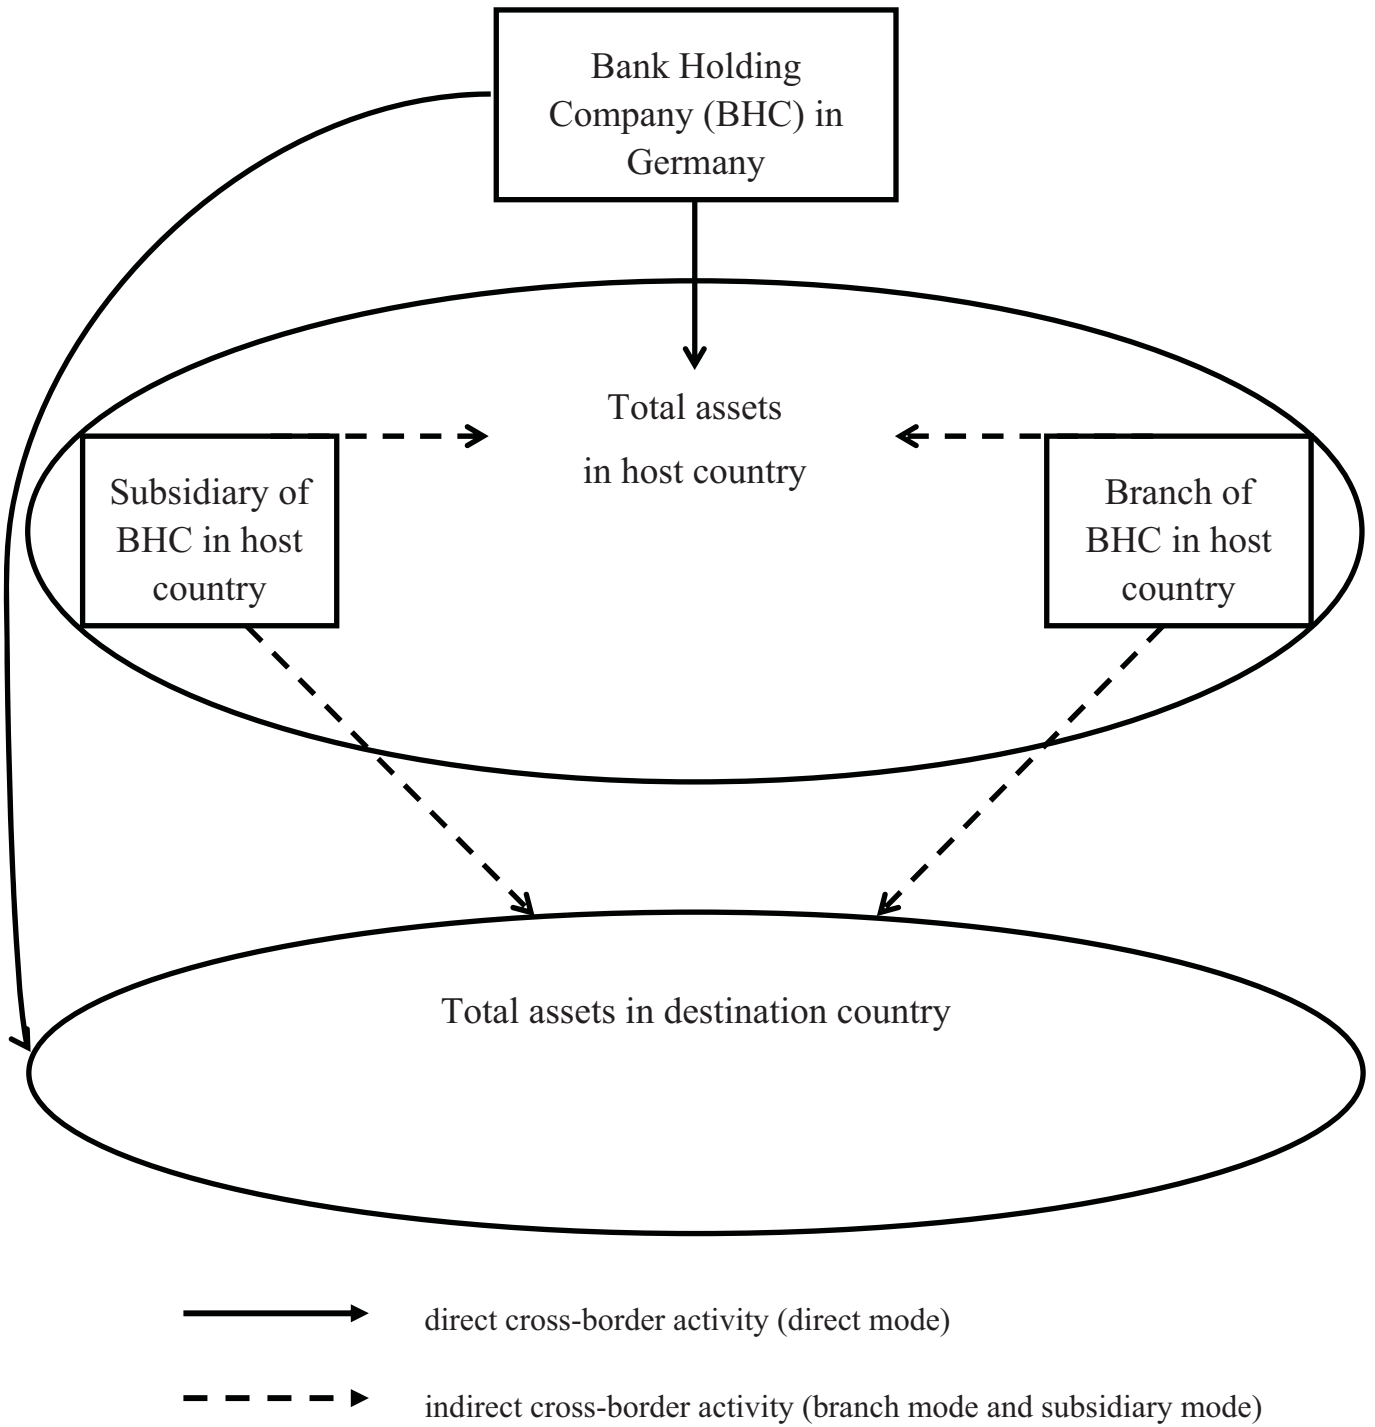 Bank Holding
Company (BHC) in
Germany
Total assets
in host country
Subsidiary of
BHC in host
country
Branch of
BHC in host
country
Total assets in destination country
direct cross-border activity (direct mode)
indirect cross-border activity (branch mode and subsidiary mode)